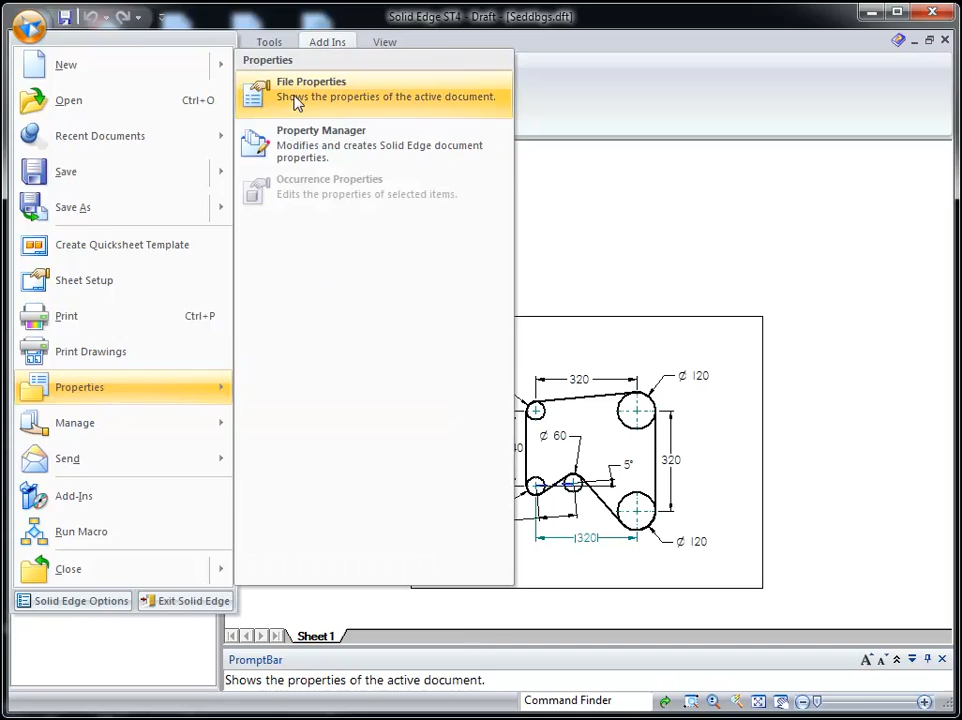 Solid Edge ST4 - Draft - [Seddbgs.dft]
Tools
Add Ins
View
New
Open Ctrl+O
Recent Documents
Save
Save As
Create Quicksheet Template
Sheet Setup
Print Ctrl+P
Print Drawings
Properties
Manage
Send
Add-Ins
Run Macro
Close
Solid Edge Options
Exit Solid Edge
Properties
File Properties
Shows the properties of the active document.
Property Manager
Modifies and creates Solid Edge document
properties.
Occurrence Properties
Edits the properties of selected items.
320
Ø 120
Ø 60
40
5°
320
320
Ø 120
Sheet1
PromptBar
Shows the properties of the active document.
Command Finder